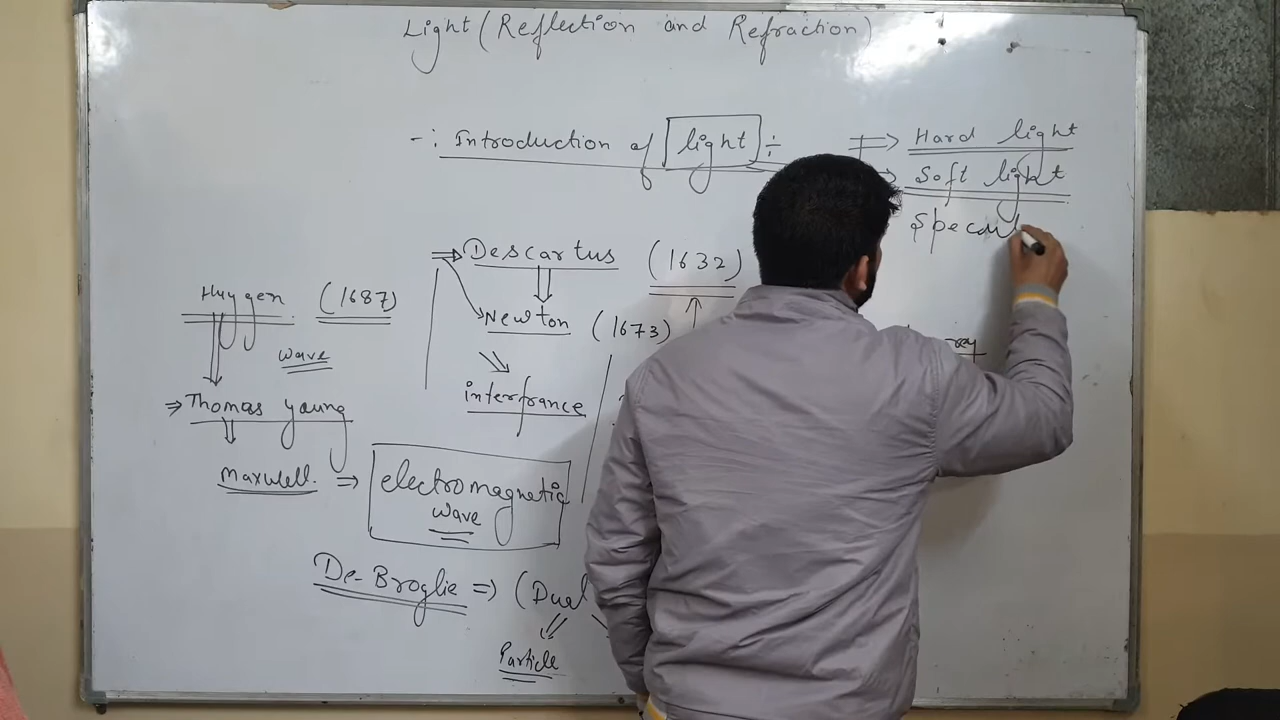 Light (Reflection and Refraction)
-: Introduction of light ÷
⇒ Hard light
Soft light
Specul
⇒ Descartus (1632)
Huygen (1687)
Newton (1673)
wave
interfrance
⇒ Thomas young
Maxwell. ⇒ electromagnetic
wave
De-Broglie ⇒ (Dual
Particle